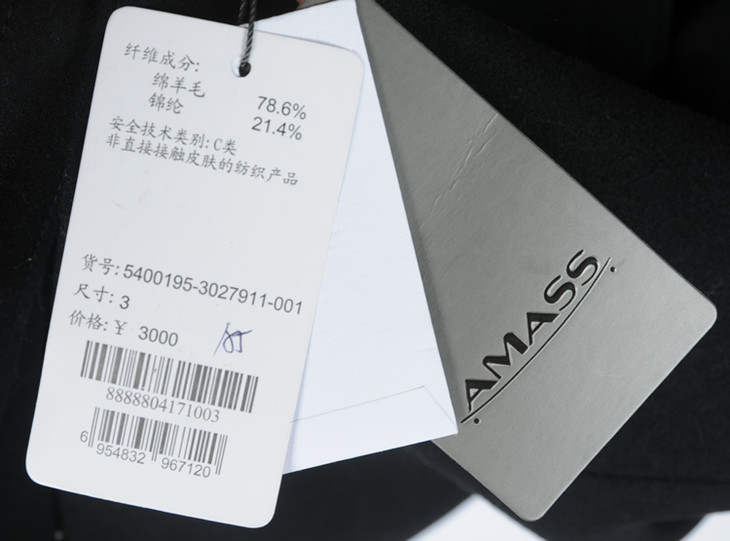 纤维成分:
绵羊毛 78.6%
锦纶 21.4%
安全技术类别:C类
非直接接触皮肤的纺织产品
货号:5400195-3027911-001
尺寸:3
价格:¥ 3000
8888804171003
6 954832 967120
AMASS